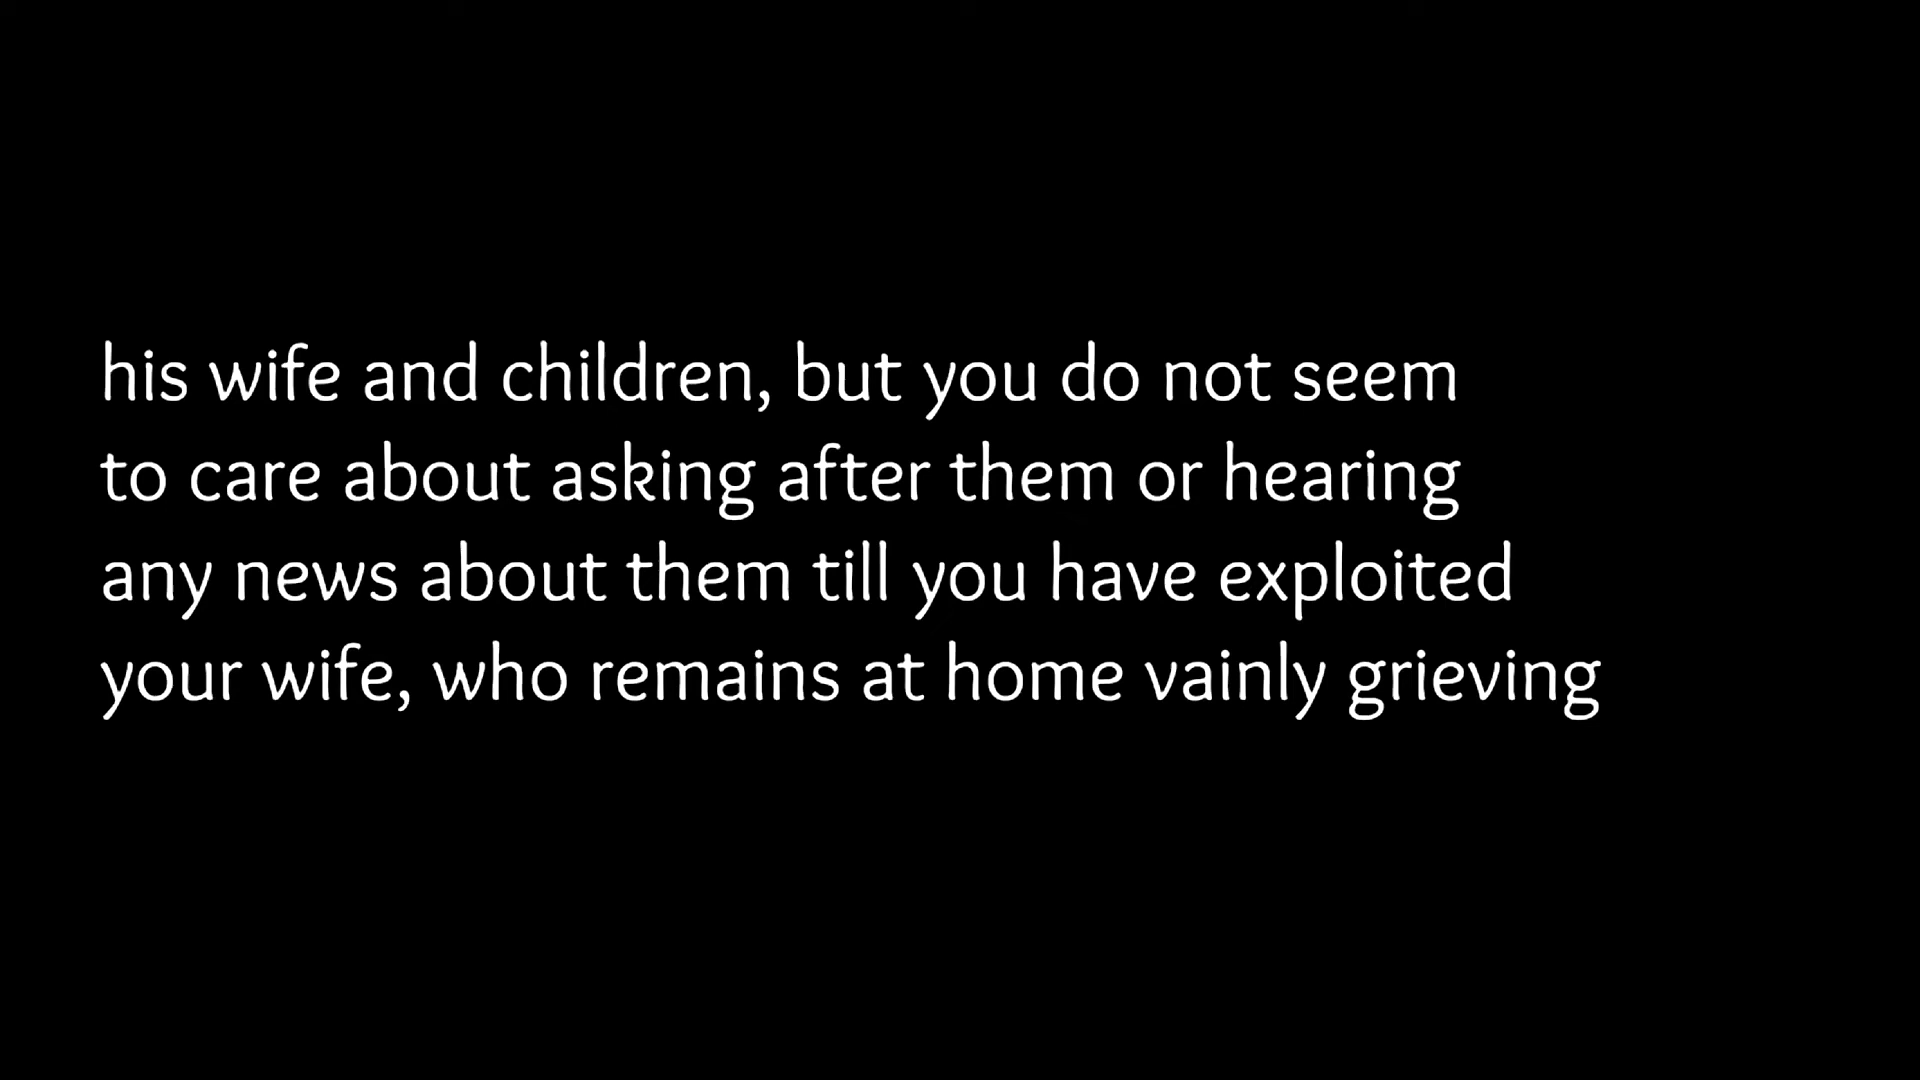 his wife and children, but you do not seem
to care about asking after them or hearing
any news about them till you have exploited
your wife, who remains at home vainly grieving